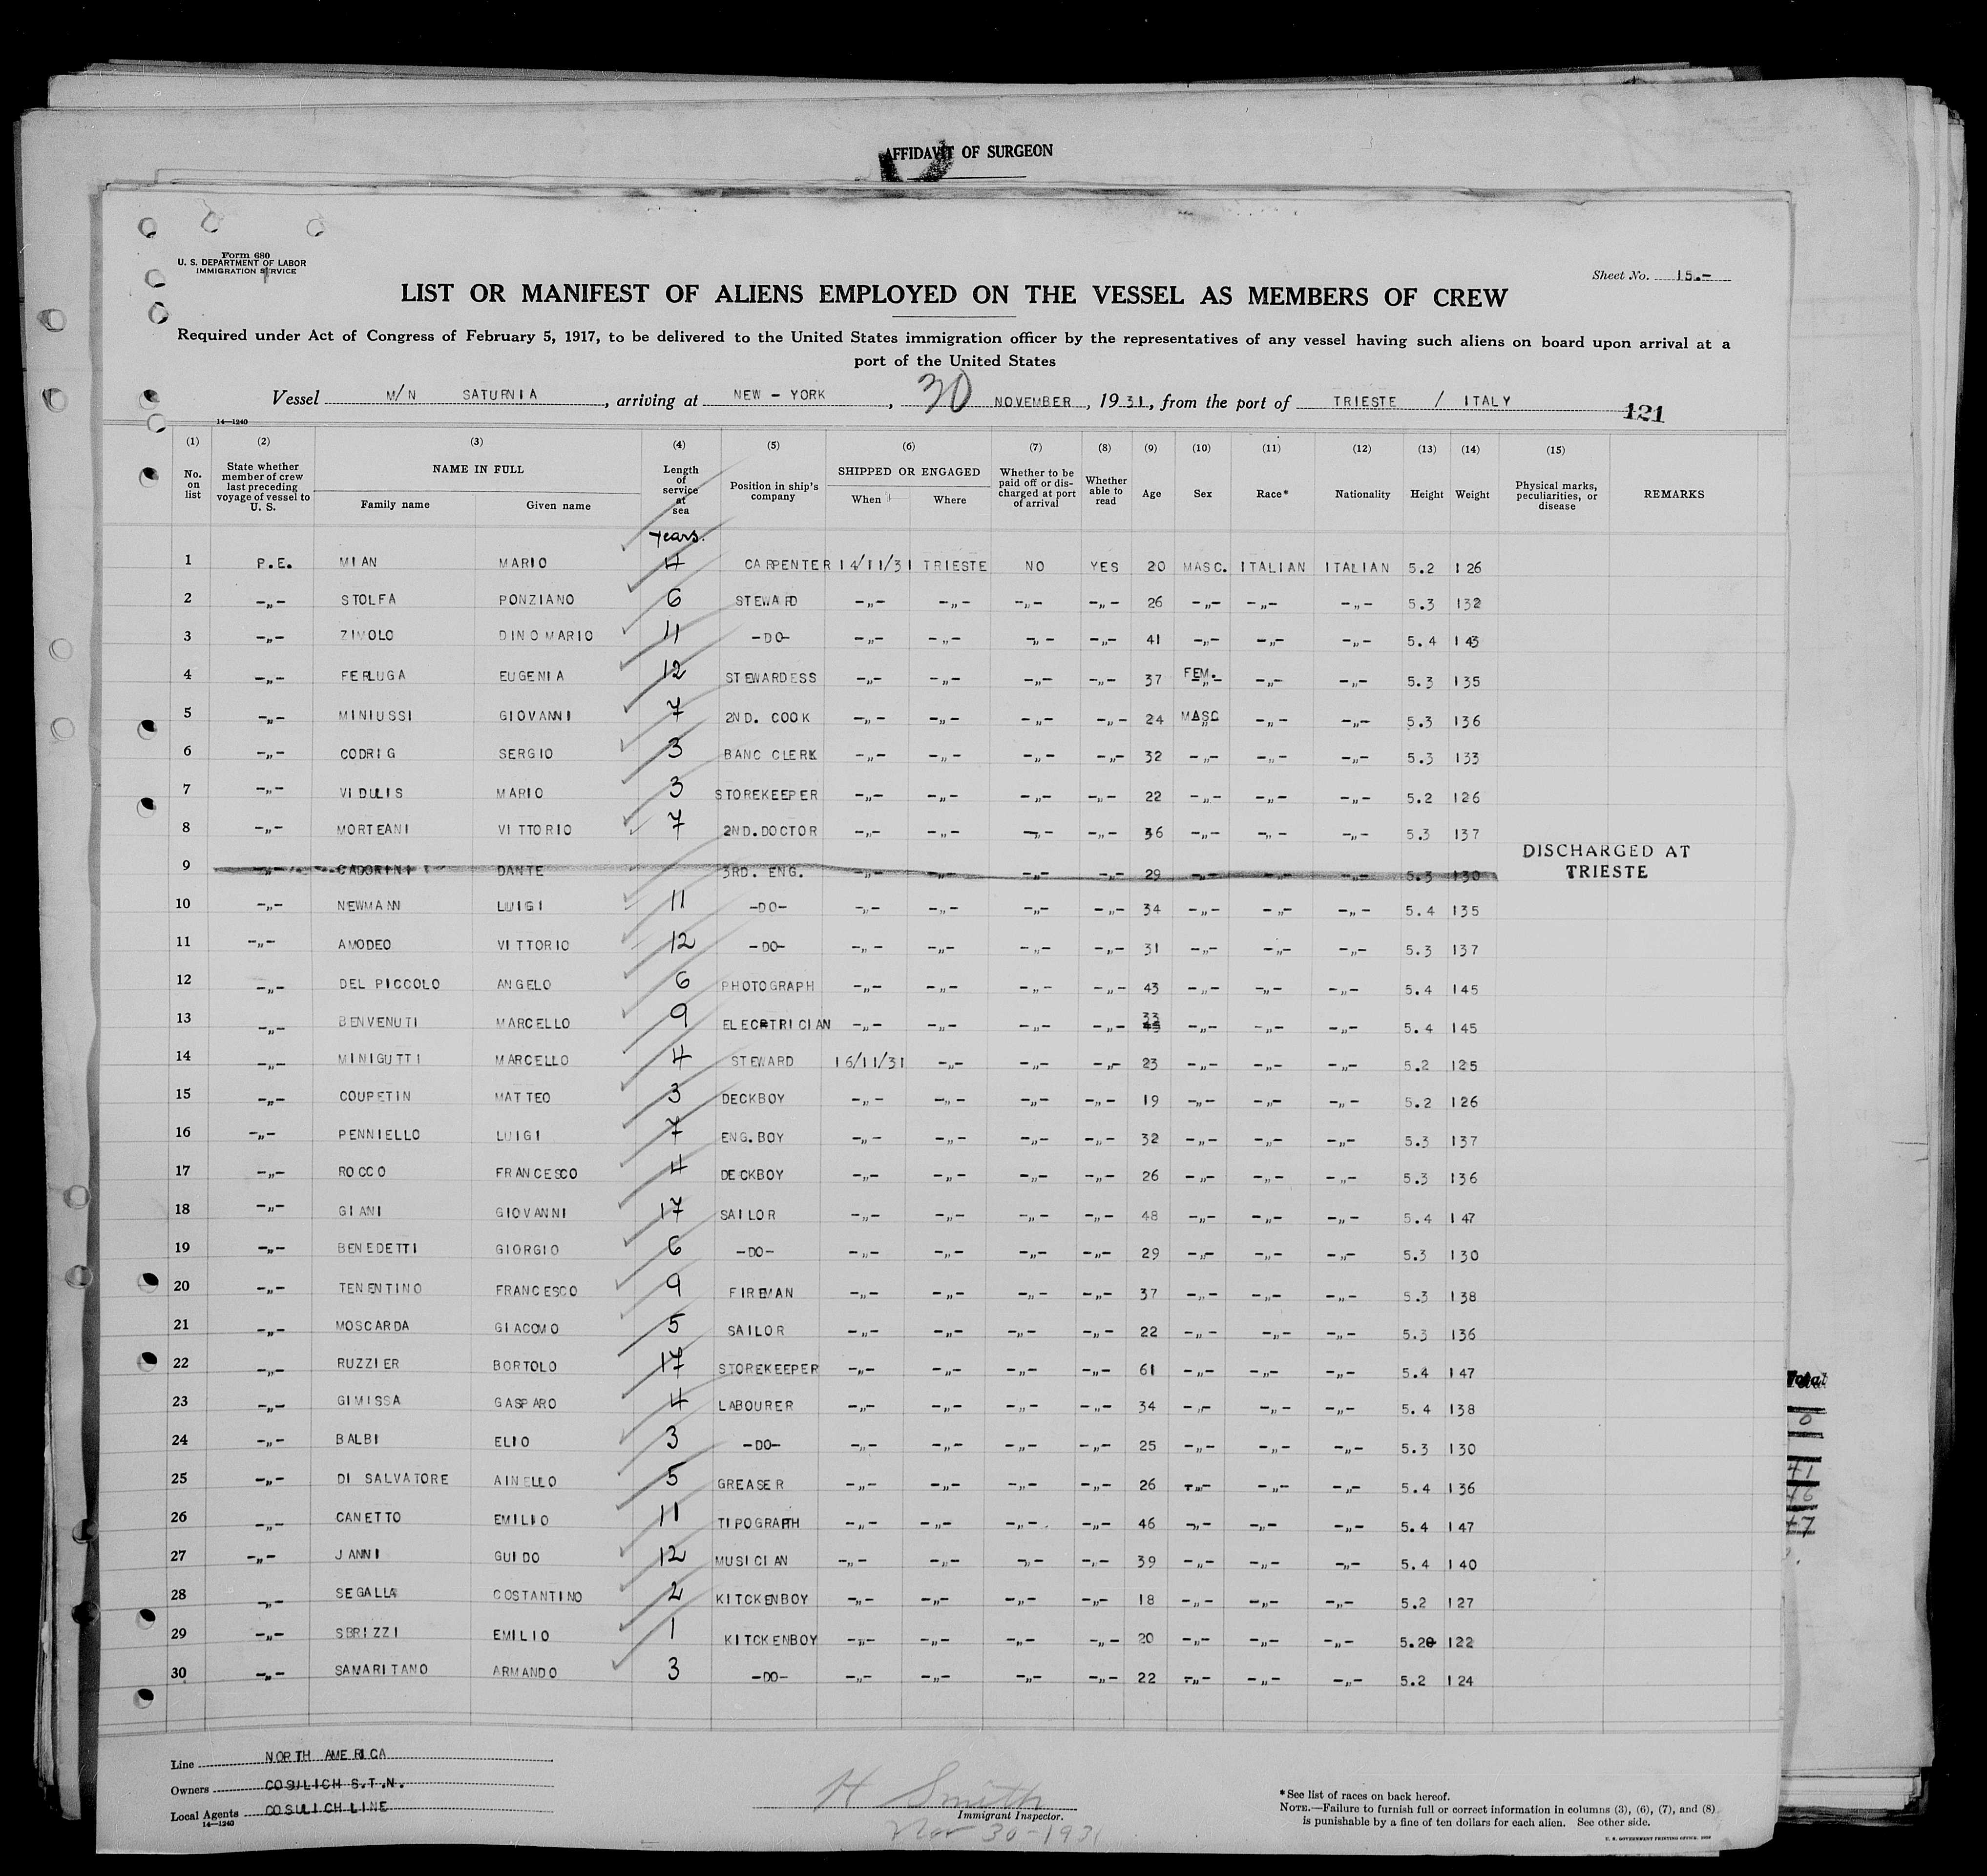 AFFIDAVIT OF SURGEON
Form 680
U. S. DEPARTMENT OF LABOR
IMMIGRATION SERVICE
Sheet No. 15.-
LIST OR MANIFEST OF ALIENS EMPLOYED ON THE VESSEL AS MEMBERS OF CREW
Required under Act of Congress of February 5, 1917, to be delivered to the United States immigration officer by the representatives of any vessel having such aliens on board upon arrival at a
port of the United States
Vessel M/N SATURNIA, arriving at NEW - YORK, 30 NOVEMBER, 1931, from the port of TRIESTE / ITALY
121
14-1240
(1) (2) (3) (4) (5) (6) (7) (8) (9) (10) (11) (12) (13) (14) (15)
No. on list State whether member of crew last preceding voyage of vessel to U. S. NAME IN FULL Family name Given name Length of service at sea Position in ship's company SHIPPED OR ENGAGED When Where Whether to be paid off or discharged at port of arrival Whether able to read Age Sex Race* Nationality Height Weight Physical marks, peculiarities, or disease REMARKS
years.
1 P.E. MIAN MARIO 4 CARPENTER 14/11/31 TRIESTE NO YES 20 MASC. ITALIAN ITALIAN 5.2 126
2 -„- STOLFA PONZIANO 6 STEWARD -„- -„- -„- -„- 26 -„- -„- -„- 5.3 132
3 -„- ZIMOLO DINO MARIO 11 -DO- -„- -„- -„- -„- 41 -„- -„- -„- 5.4 143
4 -„- FERLUGA EUGENIA 12 STEWARDESS -„- -„- -„- -„- 37 FEM. -„- -„- 5.3 135
5 -„- MINIUSSI GIOVANNI 7 2ND. COOK -„- -„- -„- -„- 24 MASC -„- -„- 5.3 136
6 -„- CODRIG SERGIO 3 BANC CLERK -„- -„- -„- -„- 32 -„- -„- -„- 5.3 133
7 -„- VIDULIS MARIO 3 STOREKEEPER -„- -„- -„- -„- 22 -„- -„- -„- 5.2 126
8 -„- MORTEANI VITTORIO 7 2ND.DOCTOR -„- -„- -„- -„- 36 -„- -„- -„- 5.3 137
9 -„- CADORINI DANTE 3RD. ENG. -„- -„- -„- -„- 29 -„- -„- -„- 5.3 130 DISCHARGED AT TRIESTE
10 -„- NEWMANN LUIGI 11 -DO- -„- -„- -„- -„- 34 -„- -„- -„- 5.4 135
11 -„- AMODEO VITTORIO 12 -DO- -„- -„- -„- -„- 31 -„- -„- -„- 5.3 137
12 -„- DEL PICCOLO ANGELO 6 PHOTOGRAPH -„- -„- -„- -„- 43 -„- -„- -„- 5.4 145
13 -„- BENVENUTI MARCELLO 9 ELECTRICIAN -„- -„- -„- -„- 33 -„- -„- -„- 5.4 145
14 -„- MINIGUTTI MARCELLO 4 STEWARD 16/11/31 -„- -„- -„- 23 -„- -„- -„- 5.2 125
15 -„- COUPETIN MATTEO 3 DECKBOY -„- -„- -„- -„- 19 -„- -„- -„- 5.2 126
16 -„- PENNIELLO LUIGI 7 ENG.BOY -„- -„- -„- -„- 32 -„- -„- -„- 5.3 137
17 -„- ROCCO FRANCESCO 4 DECKBOY -„- -„- -„- -„- 26 -„- -„- -„- 5.3 136
18 -„- GIANI GIOVANNI 17 SAILOR -„- -„- -„- -„- 48 -„- -„- -„- 5.4 147
19 -„- BENEDETTI GIORGIO 6 -DO- -„- -„- -„- -„- 29 -„- -„- -„- 5.3 130
20 -„- TENENTINO FRANCESCO 9 FIREMAN -„- -„- -„- -„- 37 -„- -„- -„- 5.3 138
21 -„- MOSCARDA GIACOMO 5 SAILOR -„- -„- -„- -„- 22 -„- -„- -„- 5.3 136
22 -„- RUZZIER BORTOLO 17 STOREKEEPER -„- -„- -„- -„- 61 -„- -„- -„- 5.4 147
23 -„- GIMISSA GASPARO 4 LABOURER -„- -„- -„- -„- 34 -„- -„- -„- 5.4 138
24 -„- BALBI ELIO 3 -DO- -„- -„- -„- -„- 25 -„- -„- -„- 5.3 130
25 -„- DI SALVATORE AINELLO 5 GREASER -„- -„- -„- -„- 26 -„- -„- -„- 5.4 136
26 -„- CANETTO EMILIO 11 TIPOGRAPH -„- -„- -„- -„- 46 -„- -„- -„- 5.4 147
27 -„- JANNI GUIDO 12 MUSICIAN -„- -„- -„- -„- 39 -„- -„- -„- 5.4 140
28 -„- SEGALLA COSTANTINO 2 KITCKENBOY -„- -„- -„- -„- 18 -„- -„- -„- 5.2 127
29 -„- SBRIZZI EMILIO 1 KITCKENBOY -„- -„- -„- -„- 20 -„- -„- -„- 5.2 122
30 -„- SAMARITANO ARMANDO 3 -DO- -„- -„- -„- -„- 22 -„- -„- -„- 5.2 124
Total
0
41
46
47
Line NORTH AMERICA
Owners COSULICH S.T.N.
Local Agents COSULICH LINE
14-1240
H Smith
Immigrant Inspector.
Nov 30-1931
*See list of races on back hereof.
NOTE.—Failure to furnish full or correct information in columns (3), (6), (7), and (8)
is punishable by a fine of ten dollars for each alien. See other side.